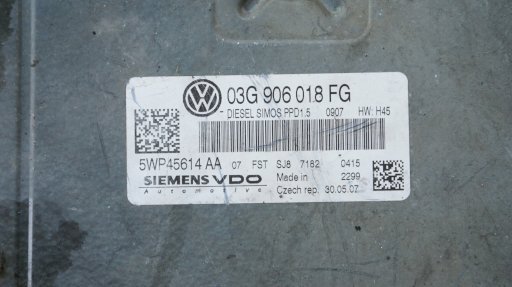 03G 906 018 FG
DIESEL SIMOS PPD1.5 0907 HW: H45
5WP45614 AA 07 FST SJ8 7182 0415
SIEMENS VDO Made in 2299
Automotive Czech rep. 30.05.07